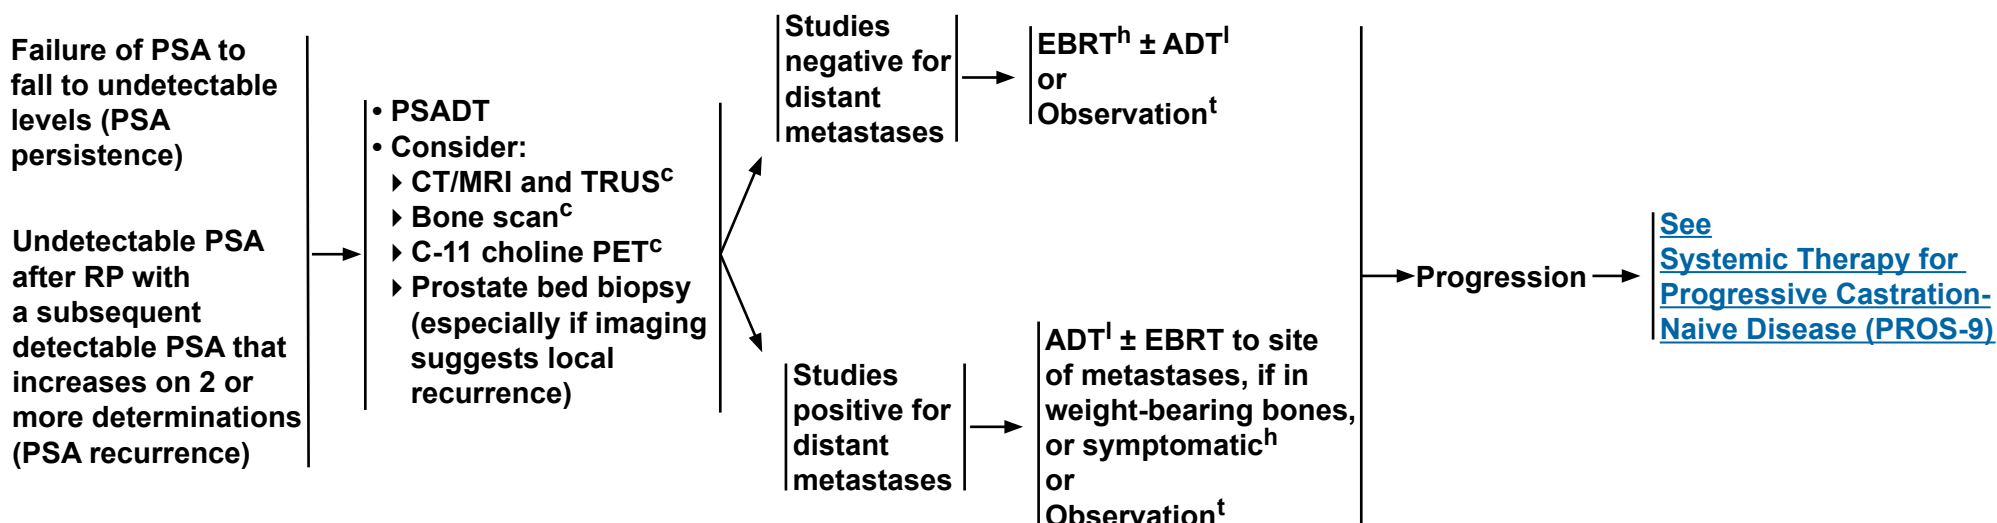 Failure of PSA to
fall to undetectable
levels (PSA
persistence)
Undetectable PSA
after RP with
a subsequent
detectable PSA that
increases on 2 or
more determinations
(PSA recurrence)
• PSADT
• Consider:
CT/MRI and TRUSc
Bone scanc
C-11 choline PETc
Prostate bed biopsy
(especially if imaging
suggests local
recurrence)
Studies
negative for
distant
metastases
EBRTh ± ADTl
or
Observationt
Studies
positive for
distant
metastases
ADTl ± EBRT to site
of metastases, if in
weight-bearing bones,
or symptomatich
or
Observationt
Progression
See
Systemic Therapy for
Progressive Castration-
Naive Disease (PROS-9)